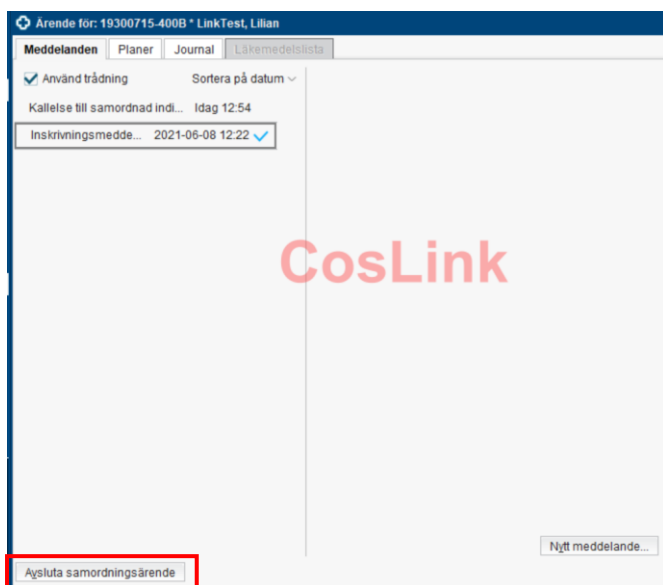 Ärende för: 19300715-400B * LinkTest, Lilian
Meddelanden Planer Journal Läkemedelslista
Använd trådning Sortera på datum
Kallelse till samordnad indi... Idag 12:54
Inskrivningsmedde... 2021-06-08 12:22
CosLink
Nytt meddelande...
Avsluta samordningsärende